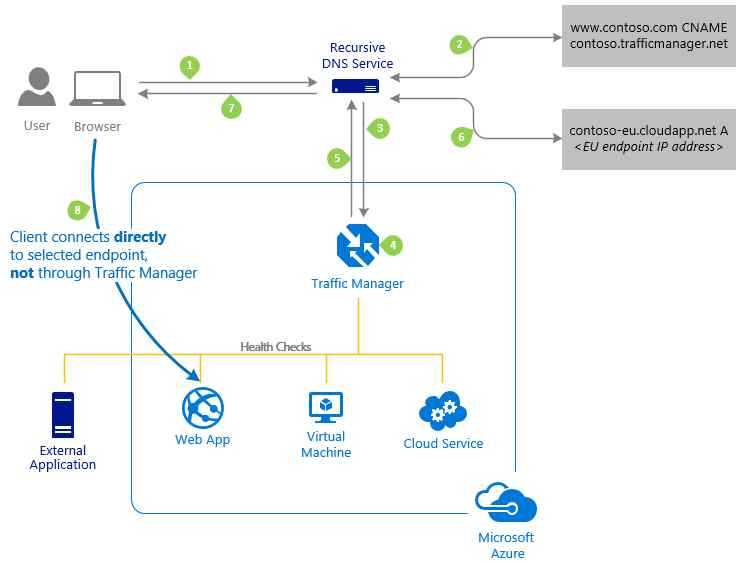 www.contoso.com CNAME
contoso.trafficmanager.net
2
Recursive
DNS Service
1
7
User
Browser
3
5
6
contoso-eu.cloudapp.net A
<EU endpoint IP address>
8
Client connects directly
to selected endpoint,
not through Traffic Manager
4
Traffic Manager
Health Checks
External
Application
Web App
Virtual
Machine
Cloud Service
Microsoft
Azure